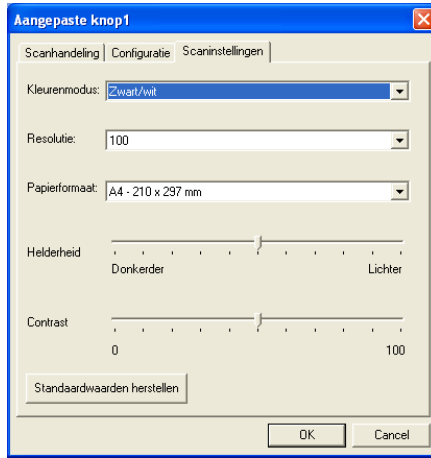 Aangepaste knop1
Scanhandeling Configuratie Scaninstellingen
Kleurenmodus: Zwart/wit
Resolutie: 100
Papierformaat: A4 - 210 x 297 mm
Helderheid
Donkerder Lichter
Contrast
0 100
Standaardwaarden herstellen
OK Cancel